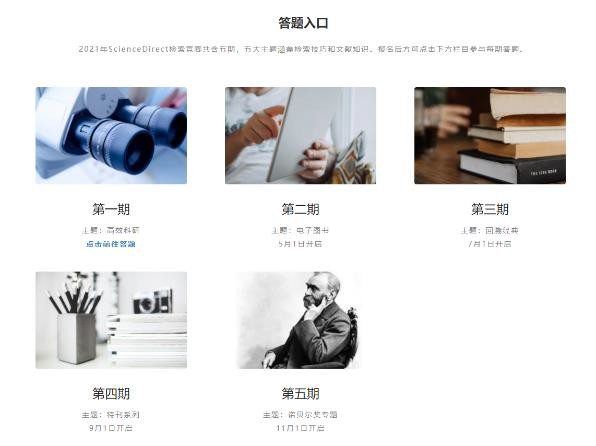 答题入口
2021年ScienceDirect检索竞赛共含五期，五大主题涵盖检索技巧和文献知识。报名后方可点击下方栏目参与每期答题。
第一期
主题：高效科研
点击前往答题
第二期
主题：电子图书
5月1日开启
第三期
主题：回溯经典
7月1日开启
第四期
主题：特刊系列
9月1日开启
第五期
主题：诺贝尔奖专题
11月1日开启